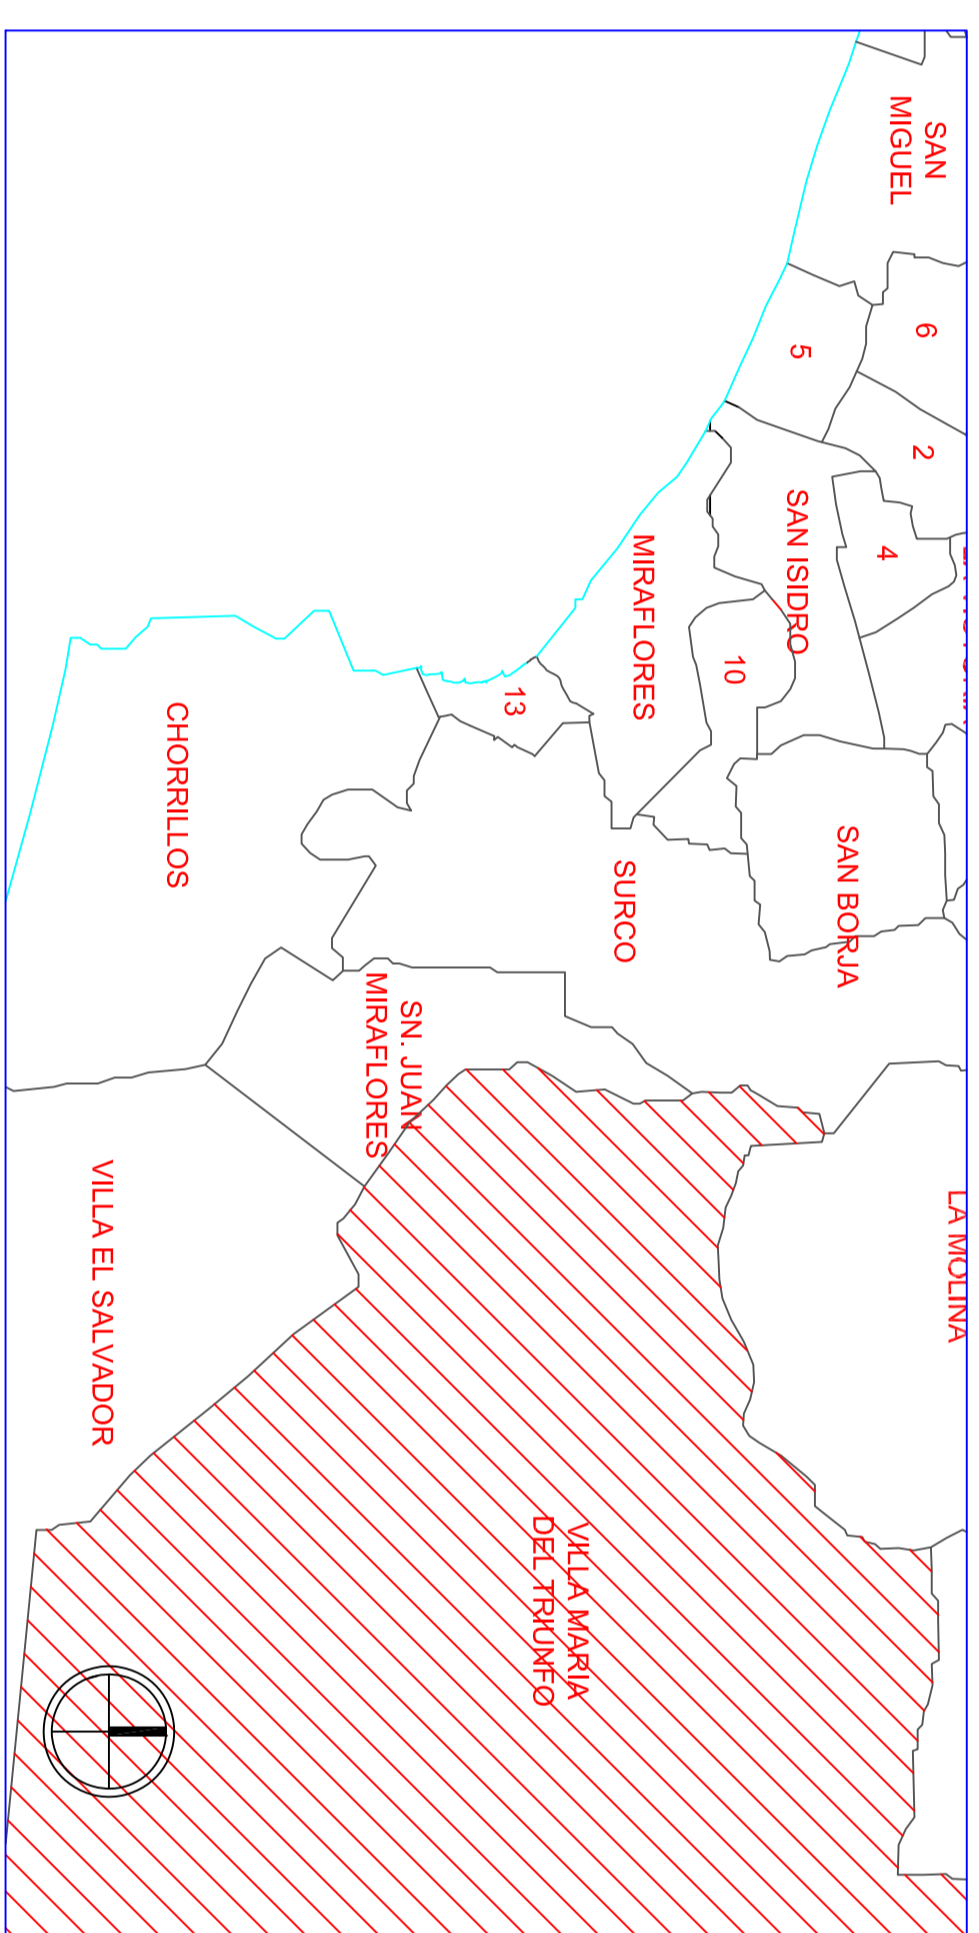 SAN
MIGUEL
6
5
2
SAN ISIDRO
4
MIRAFLORES
10
13
CHORRILLOS
SAN BORJA
SURCO
SN. JUAN
MIRAFLORES
LA MOLINA
VILLA EL SALVADOR
VILLA MARIA
DEL TRIUNFO